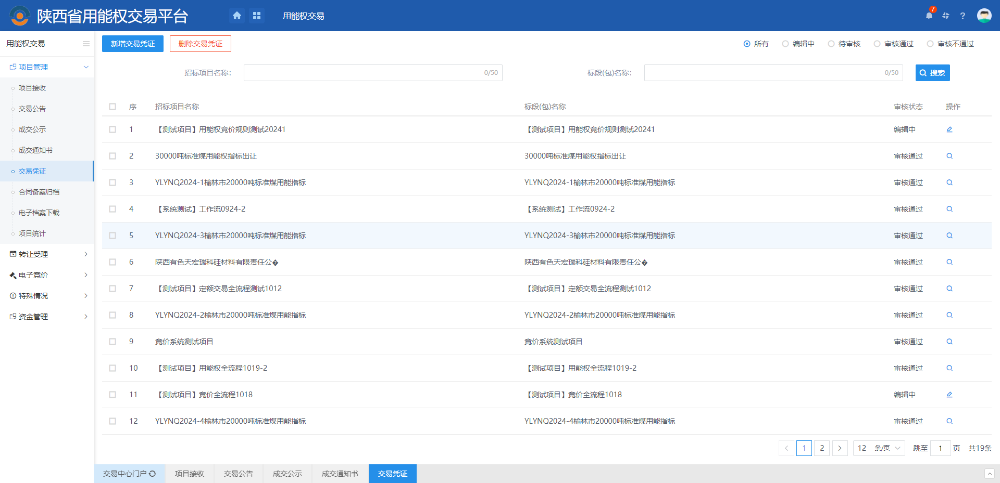 陕西省用能权交易平台
用能权交易
7
?
用能权交易
项目管理
项目接收
交易公告
成交公示
成交通知书
交易凭证
合同备案归档
电子档案下载
项目统计
转让受理
电子竞价
特殊情况
资金管理
新增交易凭证 删除交易凭证
所有 编辑中 待审核 审核通过 审核不通过
招标项目名称: 0/50 标段(包)名称: 0/50 搜索
序 招标项目名称 标段(包)名称 审核状态 操作
1 【测试项目】用能权竞价规则测试20241 【测试项目】用能权竞价规则测试20241 编辑中
2 30000吨标准煤用能权指标出让 30000吨标准煤用能权指标出让 审核通过
3 YLYNQ2024-1榆林市20000吨标准煤用能指标 YLYNQ2024-1榆林市20000吨标准煤用能指标 审核通过
4 【系统测试】工作流0924-2 【系统测试】工作流0924-2 审核通过
5 YLYNQ2024-3榆林市20000吨标准煤用能指标 YLYNQ2024-3榆林市20000吨标准煤用能指标 审核通过
6 陕西有色天宏瑞科硅材料有限责任公� 陕西有色天宏瑞科硅材料有限责任公� 审核通过
7 【测试项目】定额交易全流程测试1012 【测试项目】定额交易全流程测试1012 审核通过
8 YLYNQ2024-2榆林市20000吨标准煤用能指标 YLYNQ2024-2榆林市20000吨标准煤用能指标 审核通过
9 竞价系统测试项目 竞价系统测试项目 审核通过
10 【测试项目】用能权全流程1019-2 【测试项目】用能权全流程1019-2 审核通过
11 【测试项目】竞价全流程1018 【测试项目】竞价全流程1018 编辑中
12 YLYNQ2024-4榆林市20000吨标准煤用能指标 YLYNQ2024-4榆林市20000吨标准煤用能指标 审核通过
1 2 12 条/页 跳至 1 页 共19条
交易中心门户 项目接收 交易公告 成交公示 成交通知书 交易凭证